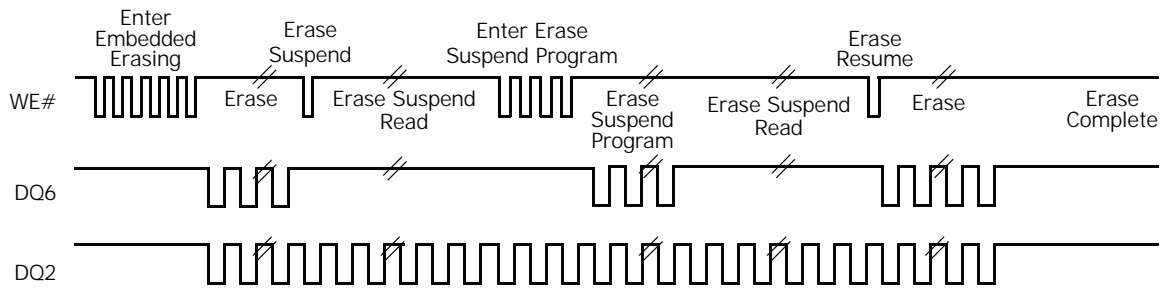 Enter
Embedded
Erasing
Erase
Suspend
Enter Erase
Suspend Program
Erase
Resume
WE#
Erase
Erase Suspend
Read
Erase
Suspend
Program
Erase Suspend
Read
Erase
Erase
Complete
DQ6
DQ2